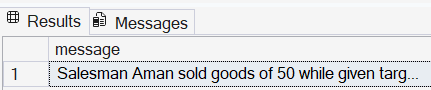 Results Messages
message
1 Salesman Aman sold goods of 50 while given targ...